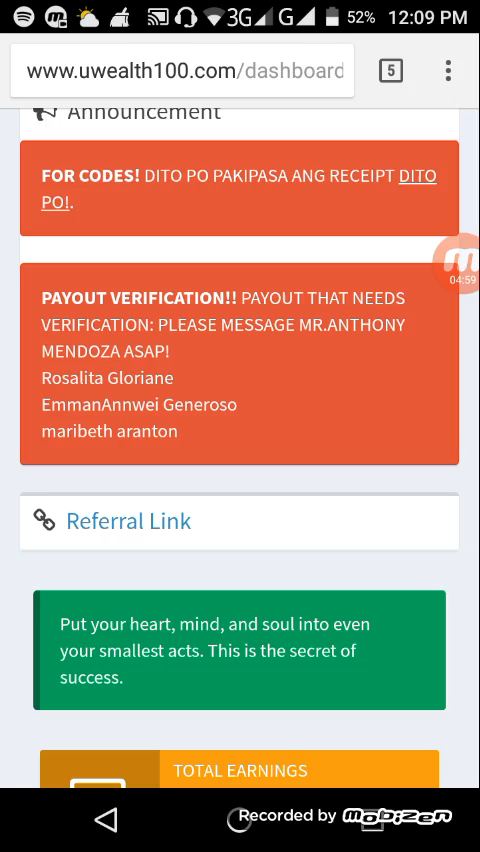 3G
G
52%
12:09 PM
www.uwealth100.com/dashboard
5
Announcement
FOR CODES! DITO PO PAKIPASA ANG RECEIPT DITO
PO!.
04:59
PAYOUT VERIFICATION!! PAYOUT THAT NEEDS
VERIFICATION: PLEASE MESSAGE MR.ANTHONY
MENDOZA ASAP!
Rosalita Gloriane
EmmanAnnwei Generoso
maribeth aranton
Referral Link
Put your heart, mind, and soul into even
your smallest acts. This is the secret of
success.
TOTAL EARNINGS
Recorded by mobizen